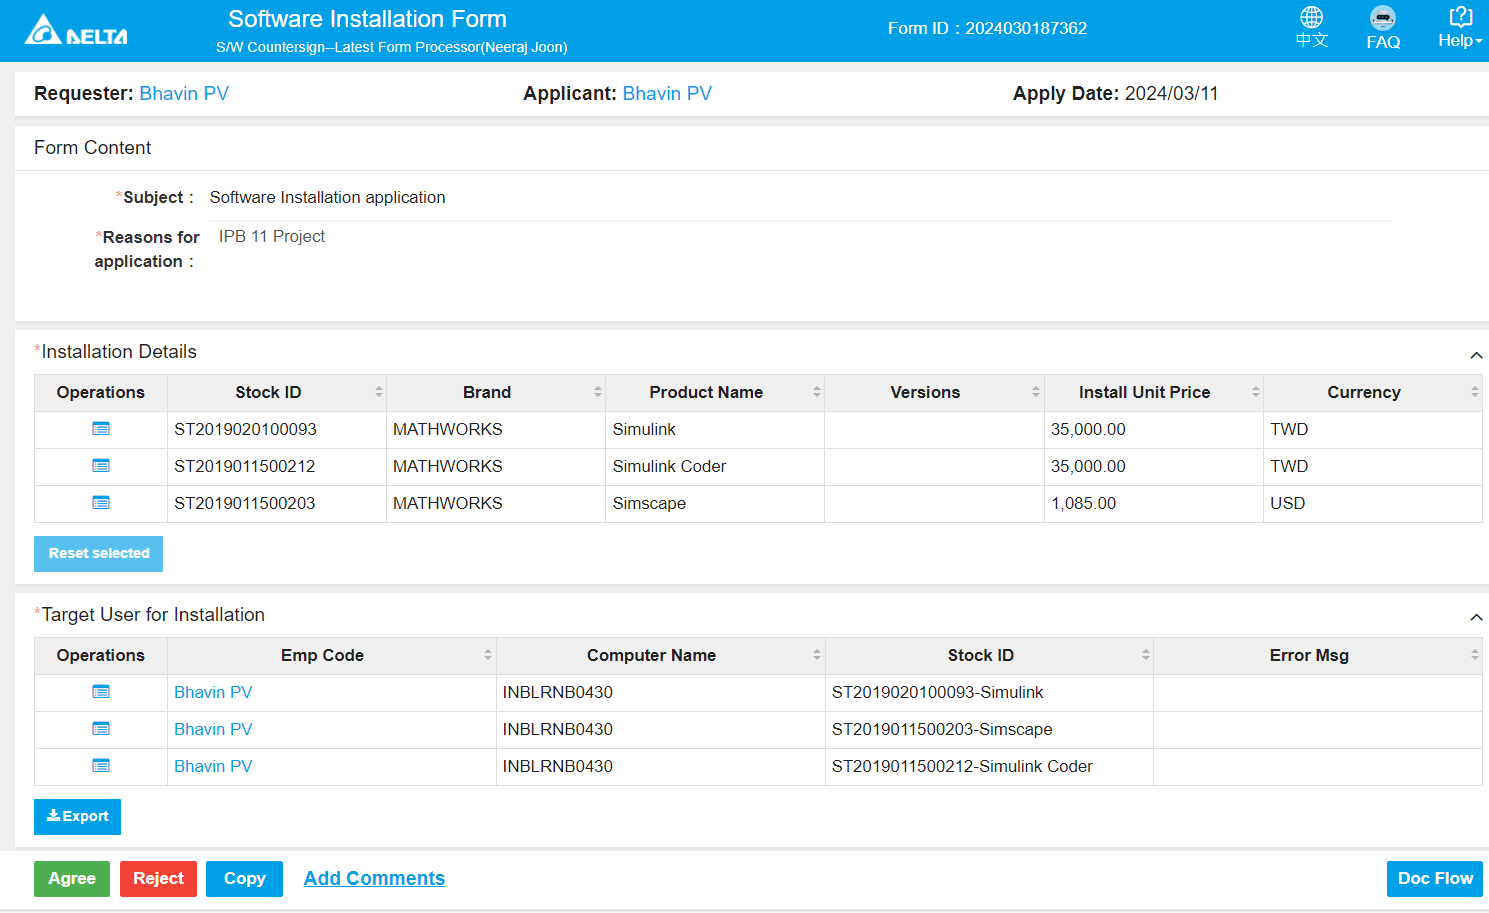 DELTA
Software Installation Form
S/W Countersign--Latest Form Processor(Neeraj Joon)
Form ID：2024030187362
中文
FAQ
Help
Requester: Bhavin PV
Applicant: Bhavin PV
Apply Date: 2024/03/11
Form Content
*Subject： Software Installation application
*Reasons for application： IPB 11 Project
*Installation Details
Operations Stock ID Brand Product Name Versions Install Unit Price Currency
ST2019020100093 MATHWORKS Simulink 35,000.00 TWD
ST2019011500212 MATHWORKS Simulink Coder 35,000.00 TWD
ST2019011500203 MATHWORKS Simscape 1,085.00 USD
Reset selected
*Target User for Installation
Operations Emp Code Computer Name Stock ID Error Msg
Bhavin PV INBLRNB0430 ST2019020100093-Simulink
Bhavin PV INBLRNB0430 ST2019011500203-Simscape
Bhavin PV INBLRNB0430 ST2019011500212-Simulink Coder
Export
Agree Reject Copy Add Comments Doc Flow